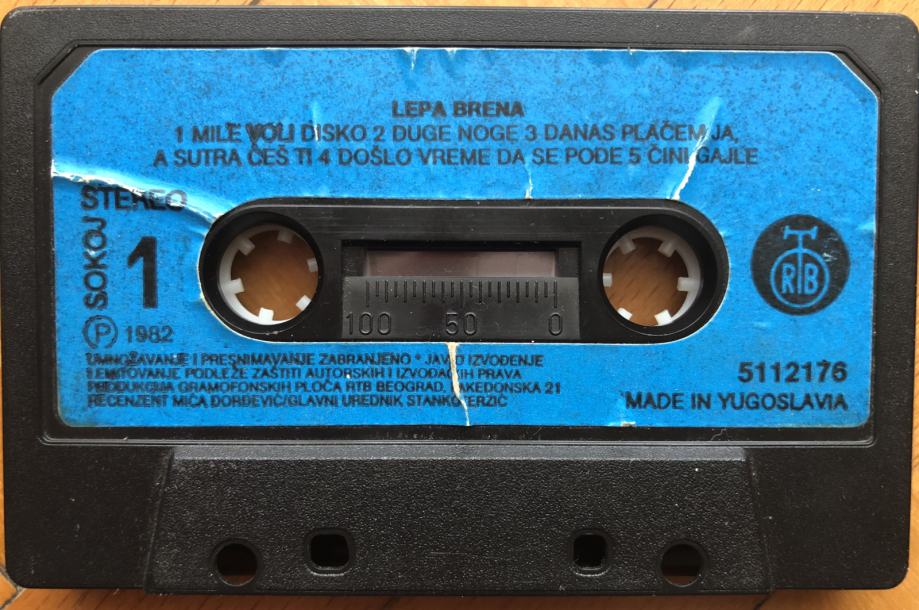 LEPA BRENA
1 MILE VOLI DISKO 2 DUGE NOGE 3 DANAS PLAČEM JA,
A SUTRA ČEŠ TI 4 DOŠLO VREME DA SE POĐE 5 ČINI GAJLE
STEREO
SOKOJ
1
P 1982
RTB
100 50 0
UMNOŽAVANJE I PRESNIMAVANJE ZABRANJENO * JAVNO IZVOĐENJE
I EMITOVANJE PODLEŽE ZAŠTITI AUTORSKIH I IZVOĐAČKIH PRAVA
PRODUKCIJA GRAMOFONSKIH PLOČA RTB BEOGRAD, MAKEDONSKA 21
RECENZENT MIĆA ĐORĐEVIĆ/GLAVNI UREDNIK STANKO TERZIĆ
5112176
MADE IN YUGOSLAVIA